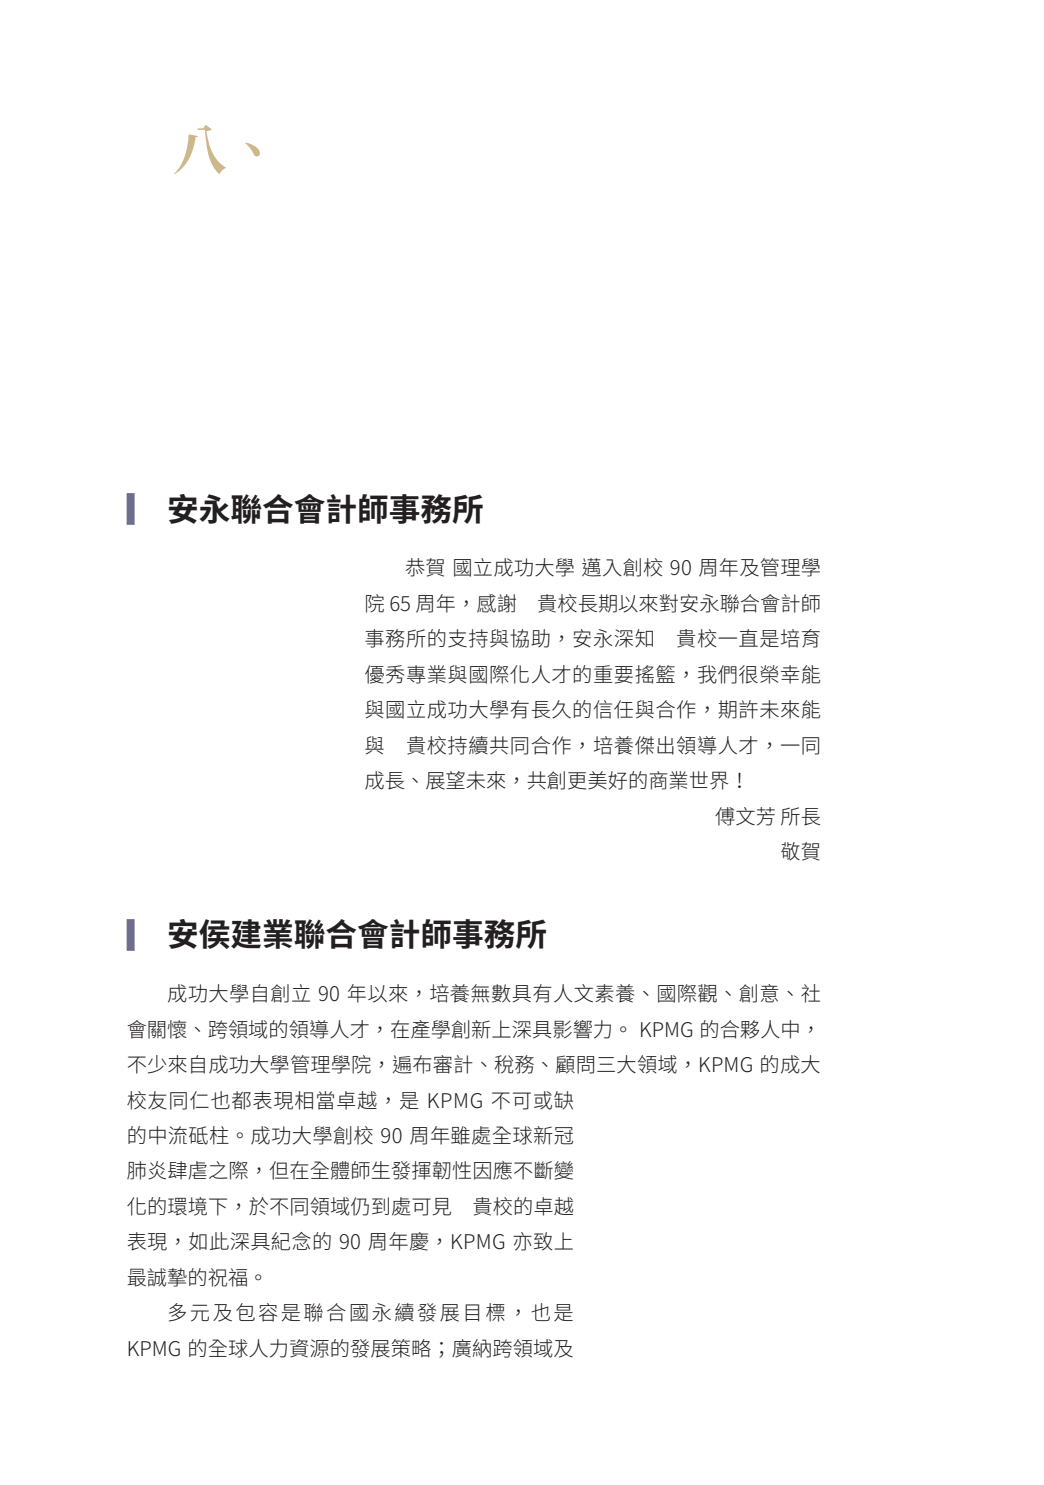 八、
安永聯合會計師事務所
恭賀 國立成功大學 邁入創校 90 周年及管理學
院 65 周年，感謝　貴校長期以來對安永聯合會計師
事務所的支持與協助，安永深知　貴校一直是培育
優秀專業與國際化人才的重要搖籃，我們很榮幸能
與國立成功大學有長久的信任與合作，期許未來能
與　貴校持續共同合作，培養傑出領導人才，一同
成長、展望未來，共創更美好的商業世界！
傅文芳 所長
敬賀
安侯建業聯合會計師事務所
成功大學自創立 90 年以來，培養無數具有人文素養、國際觀、創意、社
會關懷、跨領域的領導人才，在產學創新上深具影響力。 KPMG 的合夥人中，
不少來自成功大學管理學院，遍布審計、稅務、顧問三大領域，KPMG 的成大
校友同仁也都表現相當卓越，是 KPMG 不可或缺
的中流砥柱。成功大學創校 90 周年雖處全球新冠
肺炎肆虐之際，但在全體師生發揮韌性因應不斷變
化的環境下，於不同領域仍到處可見　貴校的卓越
表現，如此深具紀念的 90 周年慶，KPMG 亦致上
最誠摯的祝福。
多元及包容是聯合國永續發展目標，也是
KPMG 的全球人力資源的發展策略；廣納跨領域及